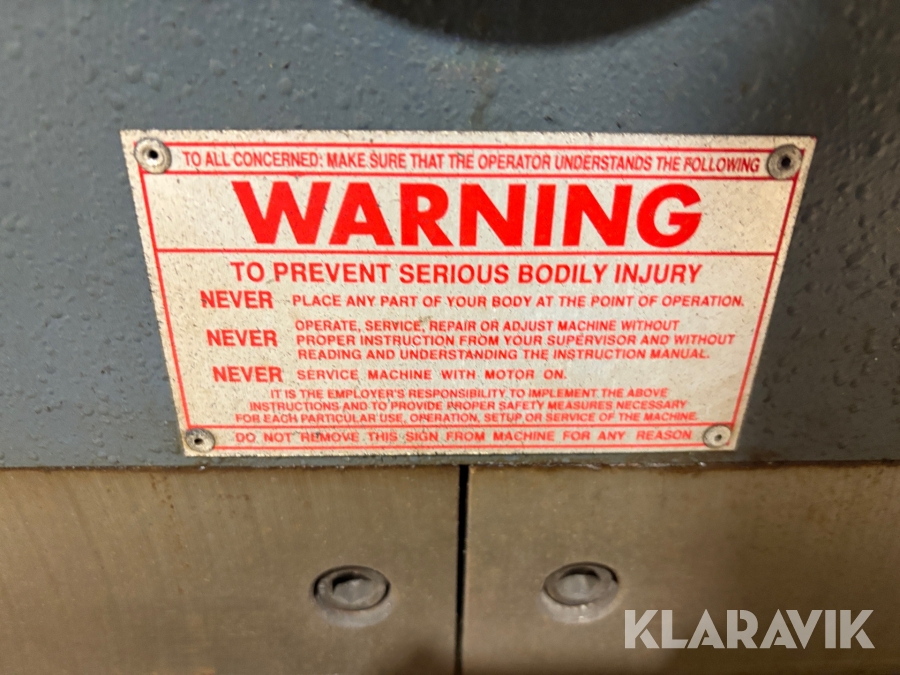 TO ALL CONCERNED: MAKE SURE THAT THE OPERATOR UNDERSTANDS THE FOLLOWING
WARNING
TO PREVENT SERIOUS BODILY INJURY
NEVER PLACE ANY PART OF YOUR BODY AT THE POINT OF OPERATION.
NEVER OPERATE, SERVICE, REPAIR OR ADJUST MACHINE WITHOUT
PROPER INSTRUCTION FROM YOUR SUPERVISOR AND WITHOUT
READING AND UNDERSTANDING THE INSTRUCTION MANUAL.
NEVER SERVICE MACHINE WITH MOTOR ON.
IT IS THE EMPLOYER'S RESPONSIBILITY TO IMPLEMENT THE ABOVE
INSTRUCTIONS AND TO PROVIDE PROPER SAFETY MEASURES NECESSARY
FOR EACH PARTICULAR USE, OPERATION, SETUP OR SERVICE OF THE MACHINE.
DO NOT REMOVE THIS SIGN FROM MACHINE FOR ANY REASON
KLARAVIK